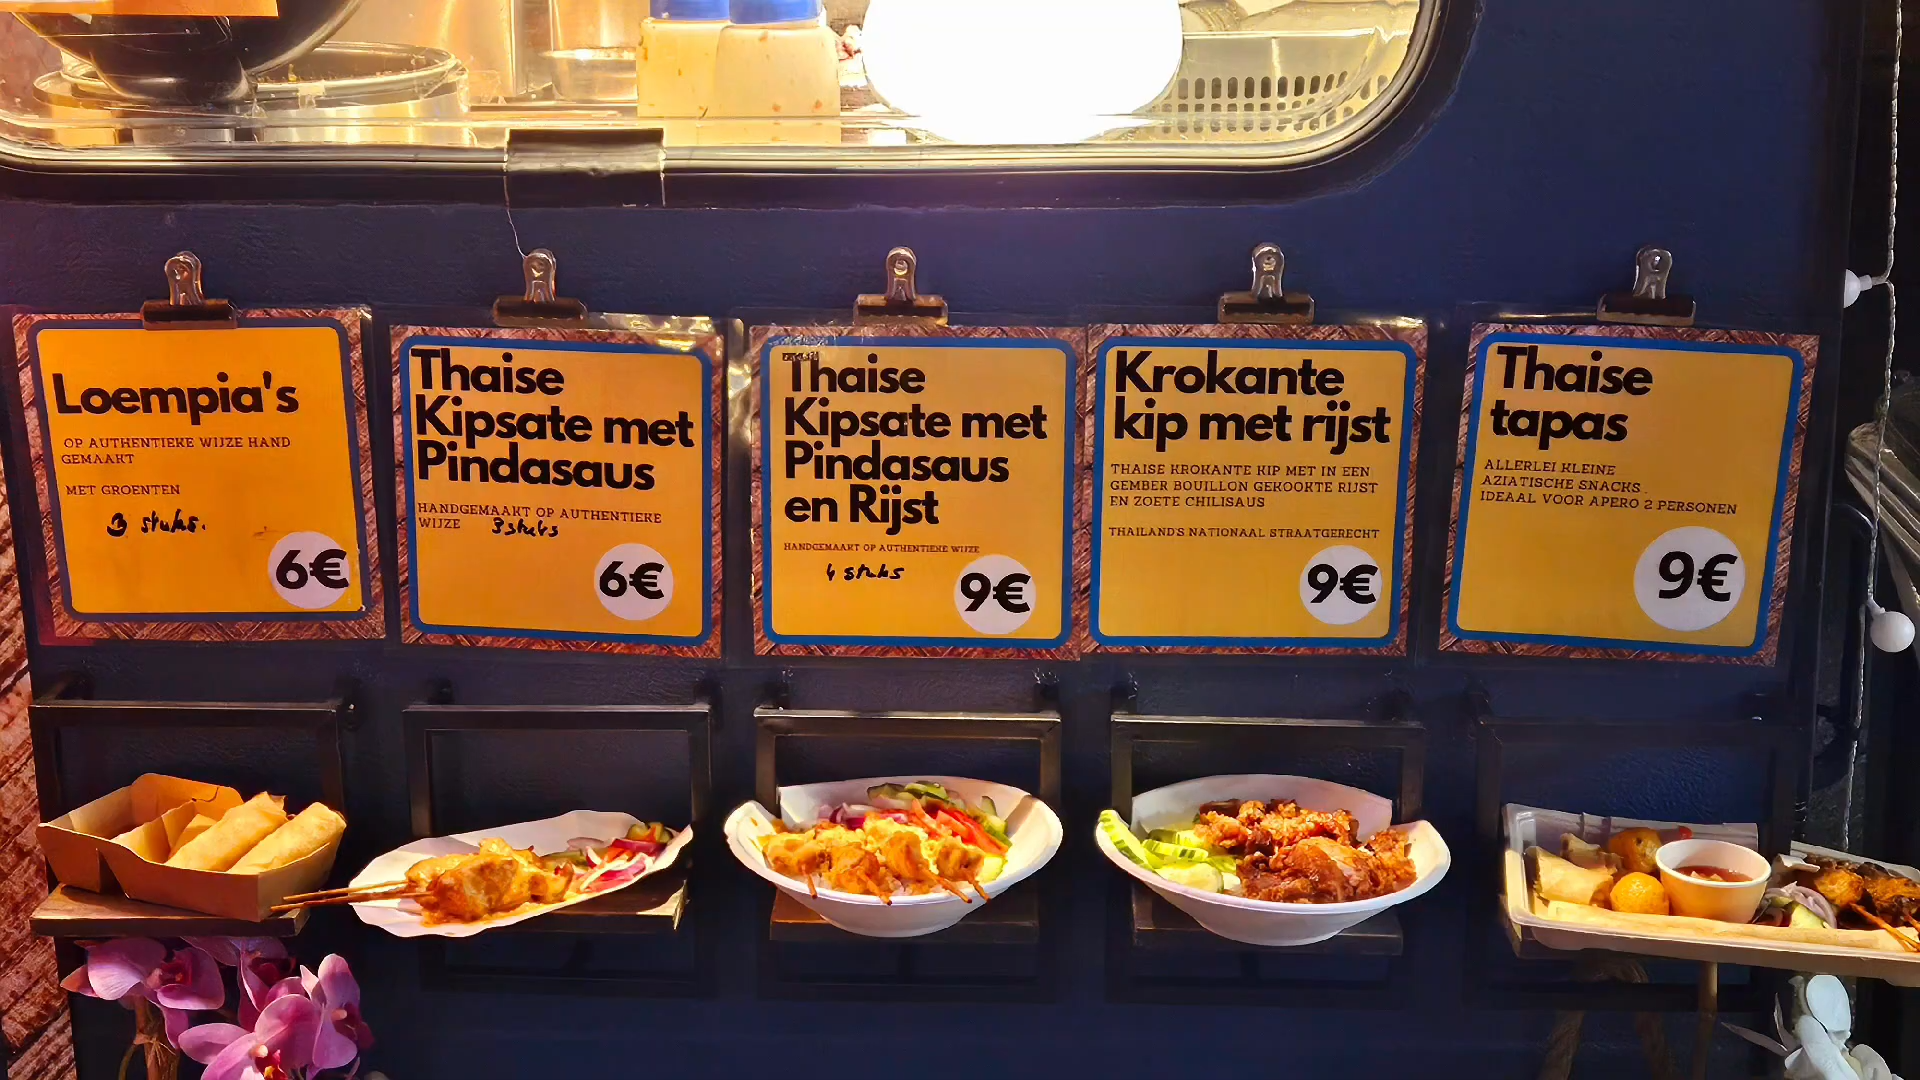 Loempia's
OP AUTHENTIEKE WIJZE HAND
GEMAAKT
MET GROENTEN
3 stuks.
6€
Thaise
Kipsate met
Pindasaus
HANDGEMAAKT OP AUTHENTIEKE
WIJZE 3 stuks
6€
Thaise
Kipsate met
Pindasaus
en Rijst
HANDGEMAAKT OP AUTHENTIEKE WIJZE
4 stuks
9€
Krokante
kip met rijst
THAISE KROKANTE KIP MET IN EEN
GEMBER BOUILLON GEKOOKTE RIJST
EN ZOETE CHILISAUS
THAILAND'S NATIONAAL STRAATGERECHT
9€
Thaise
tapas
ALLERLEI KLEINE
AZIATISCHE SNACKS.
IDEAAL VOOR APERO 2 PERSONEN
9€